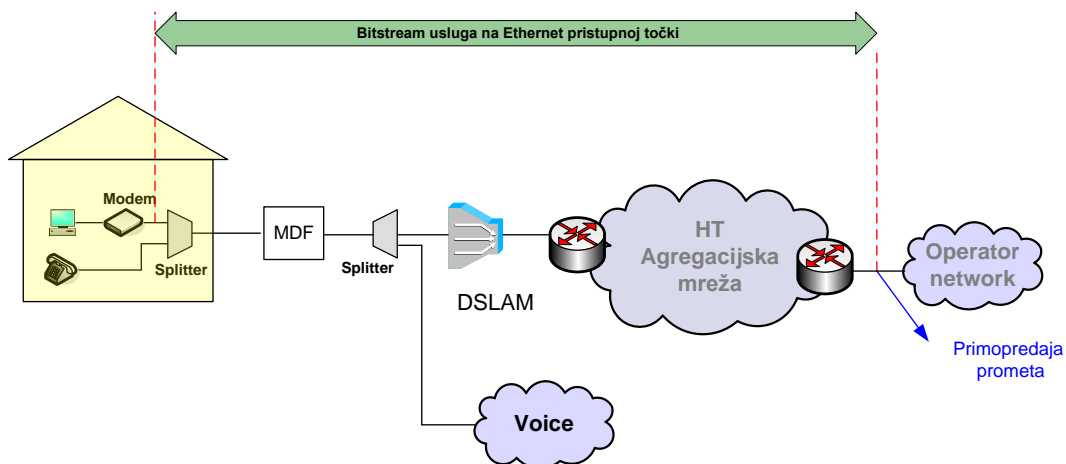 Bitstream usluga na Ethernet pristupnoj točki
Modem
Splitter
MDF
Splitter
DSLAM
HT
Agregacijska
mreža
Operator
network
Primopredaja
prometa
Voice